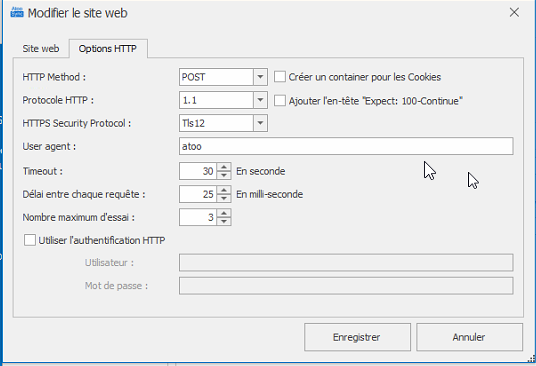 Modifier le site web
Site web
Options HTTP
HTTP Method :
POST
Créer un container pour les Cookies
Protocole HTTP :
1.1
Ajouter l'en-tête "Expect: 100-Continue"
HTTPS Security Protocol :
Tls12
User agent :
atoo
Timeout :
30
En seconde
Délai entre chaque requête :
25
En milli-seconde
Nombre maximum d'essai :
3
Utiliser l'authentification HTTP
Utilisateur :
Mot de passe :
Enregistrer
Annuler